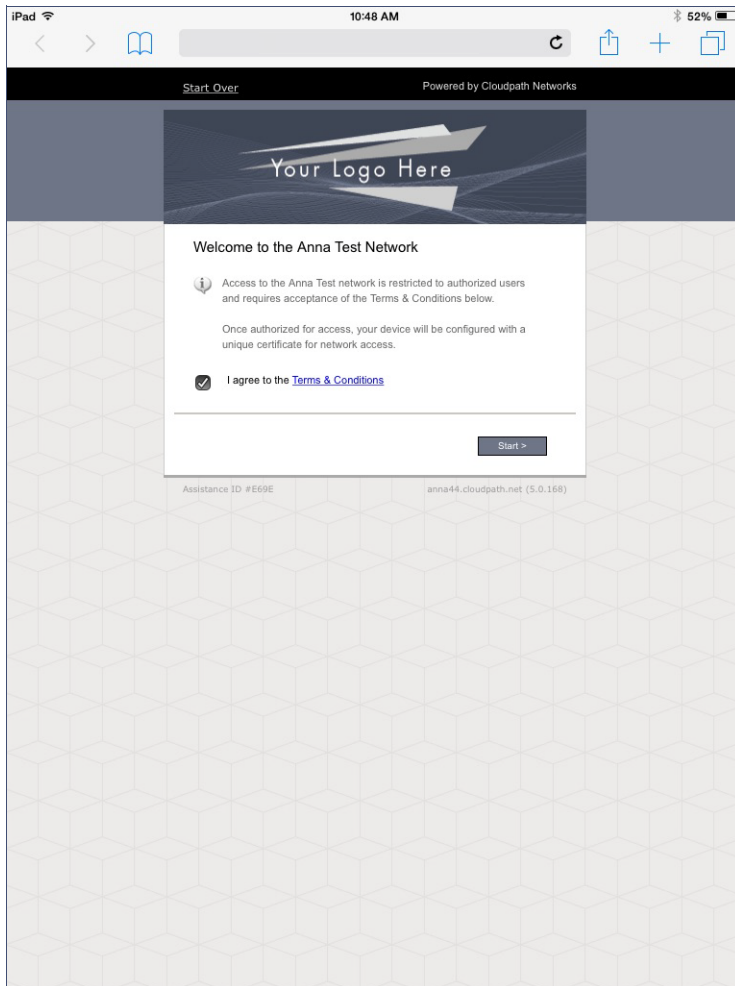 iPad
10:48 AM
52%
Start Over
Powered by Cloudpath Networks
Your Logo Here
Welcome to the Anna Test Network
Access to the Anna Test network is restricted to authorized users
and requires acceptance of the Terms & Conditions below.
Once authorized for access, your device will be configured with a
unique certificate for network access.
I agree to the Terms & Conditions
Start >
Assistance ID #E69E
anna44.cloudpath.net (5.0.168)